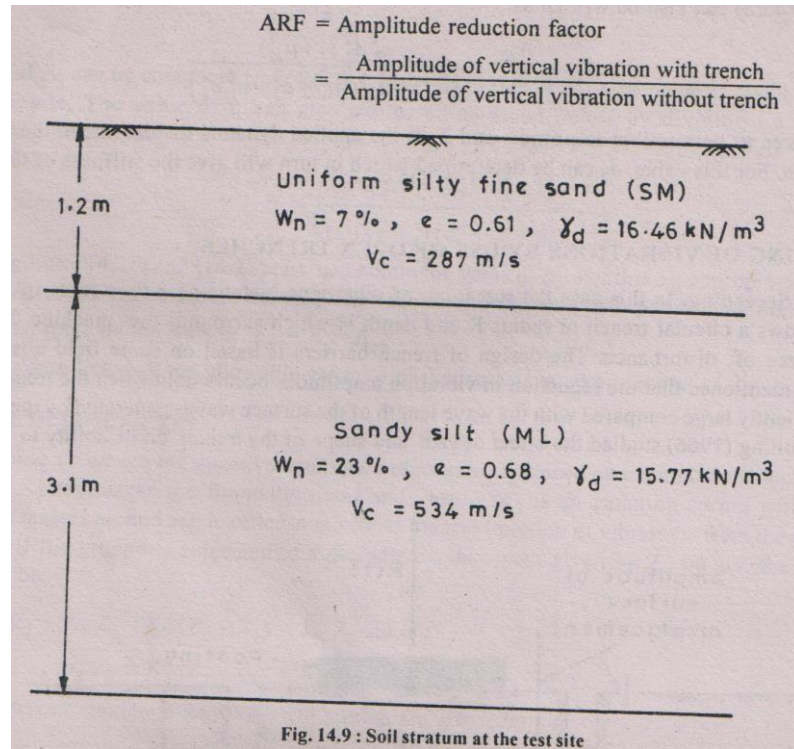 ARF = Amplitude reduction factor
= Amplitude of vertical vibration with trench
Amplitude of vertical vibration without trench
1.2 m
Uniform silty fine sand (SM)
Wn = 7 %, e = 0.61, γd = 16.46 kN/m³
Vc = 287 m/s
Sandy silt (ML)
Wn = 23 %, e = 0.68, γd = 15.77 kN/m³
3.1 m
Vc = 534 m/s
Fig. 14.9 : Soil stratum at the test site